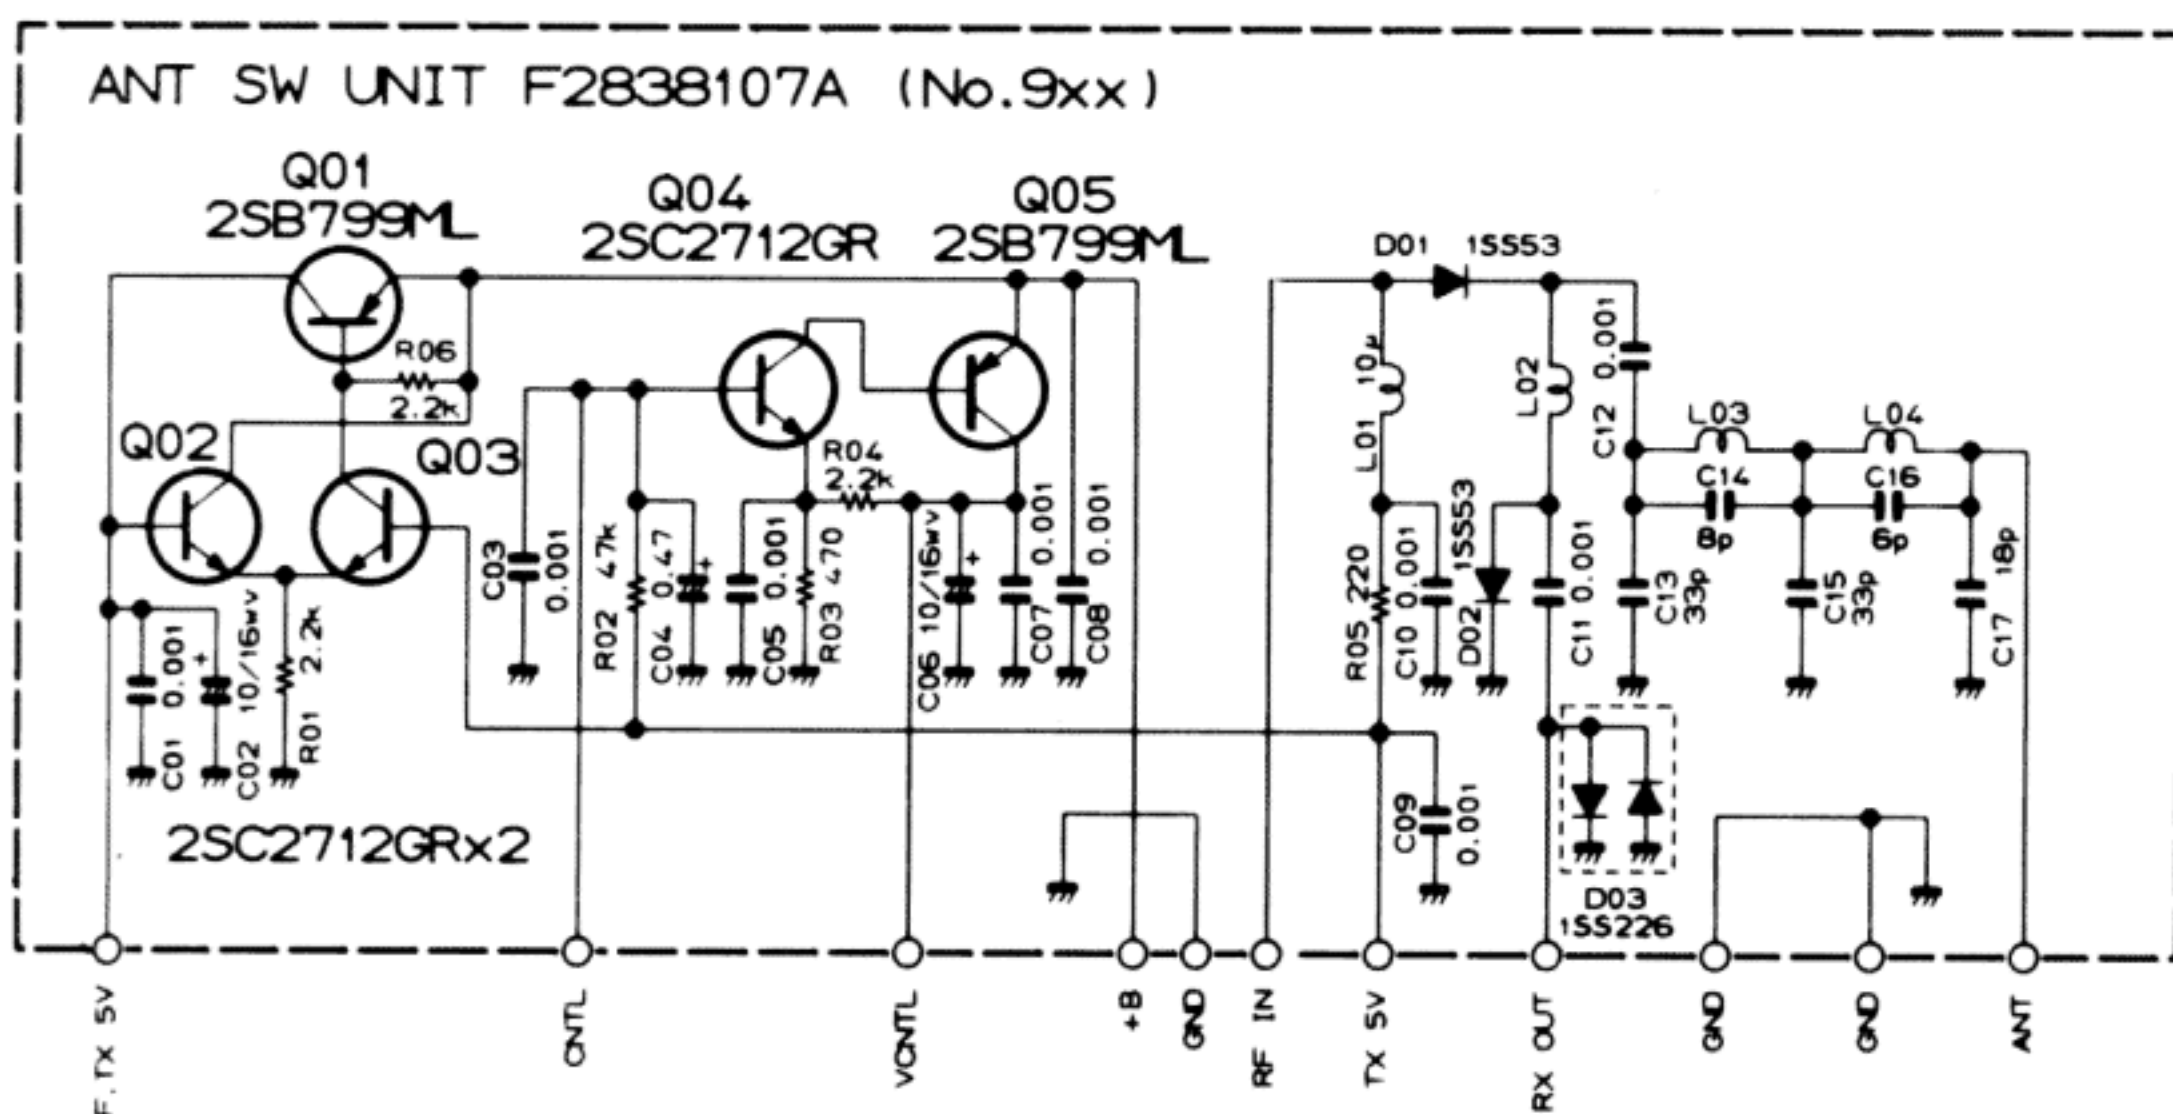 ANT SW UNIT F2838107A (No.9xx)
Q01
2SB799ML
Q04
2SC2712GR
Q05
2SB799ML
D01 1SS53
R06
2.2k
Q02
Q03
R04
2.2k
L01 10μ
L02
C12 0.001
L03
C14
8p
L04
C16
6p
C03 0.001
R02 47k
C04 0.47
C05 0.001
R03 470
C06 10/16wv
C07 0.001
C08 0.001
R05 220
C10 0.001
D02 1SS53
C11 0.001
C13 33p
C15 33p
C17 18p
C01 0.001
C02 10/16wv
R01 2.2k
2SC2712GRx2
C09 0.001
D03
1SS226
F.TX 5V
CNTL
VCNTL
+B
GND
RF IN
TX 5V
RX OUT
GND
GND
ANT